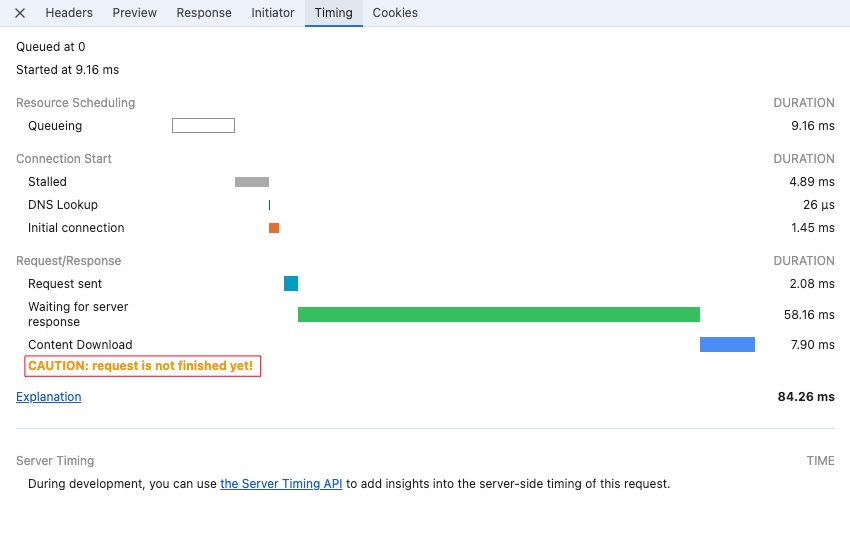 Headers Preview Response Initiator Timing Cookies
Queued at 0
Started at 9.16 ms
Resource Scheduling DURATION
Queueing 9.16 ms
Connection Start DURATION
Stalled 4.89 ms
DNS Lookup 26 μs
Initial connection 1.45 ms
Request/Response DURATION
Request sent 2.08 ms
Waiting for server
response 58.16 ms
Content Download 7.90 ms
CAUTION: request is not finished yet!
Explanation 84.26 ms
Server Timing TIME
During development, you can use the Server Timing API to add insights into the server-side timing of this request.